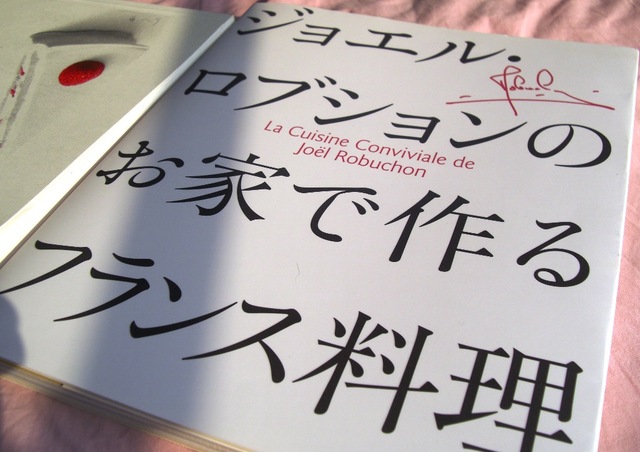 ジョエル・
ロブションの
La Cuisine Conviviale de
Joël Robuchon
お家で作る
フランス料理